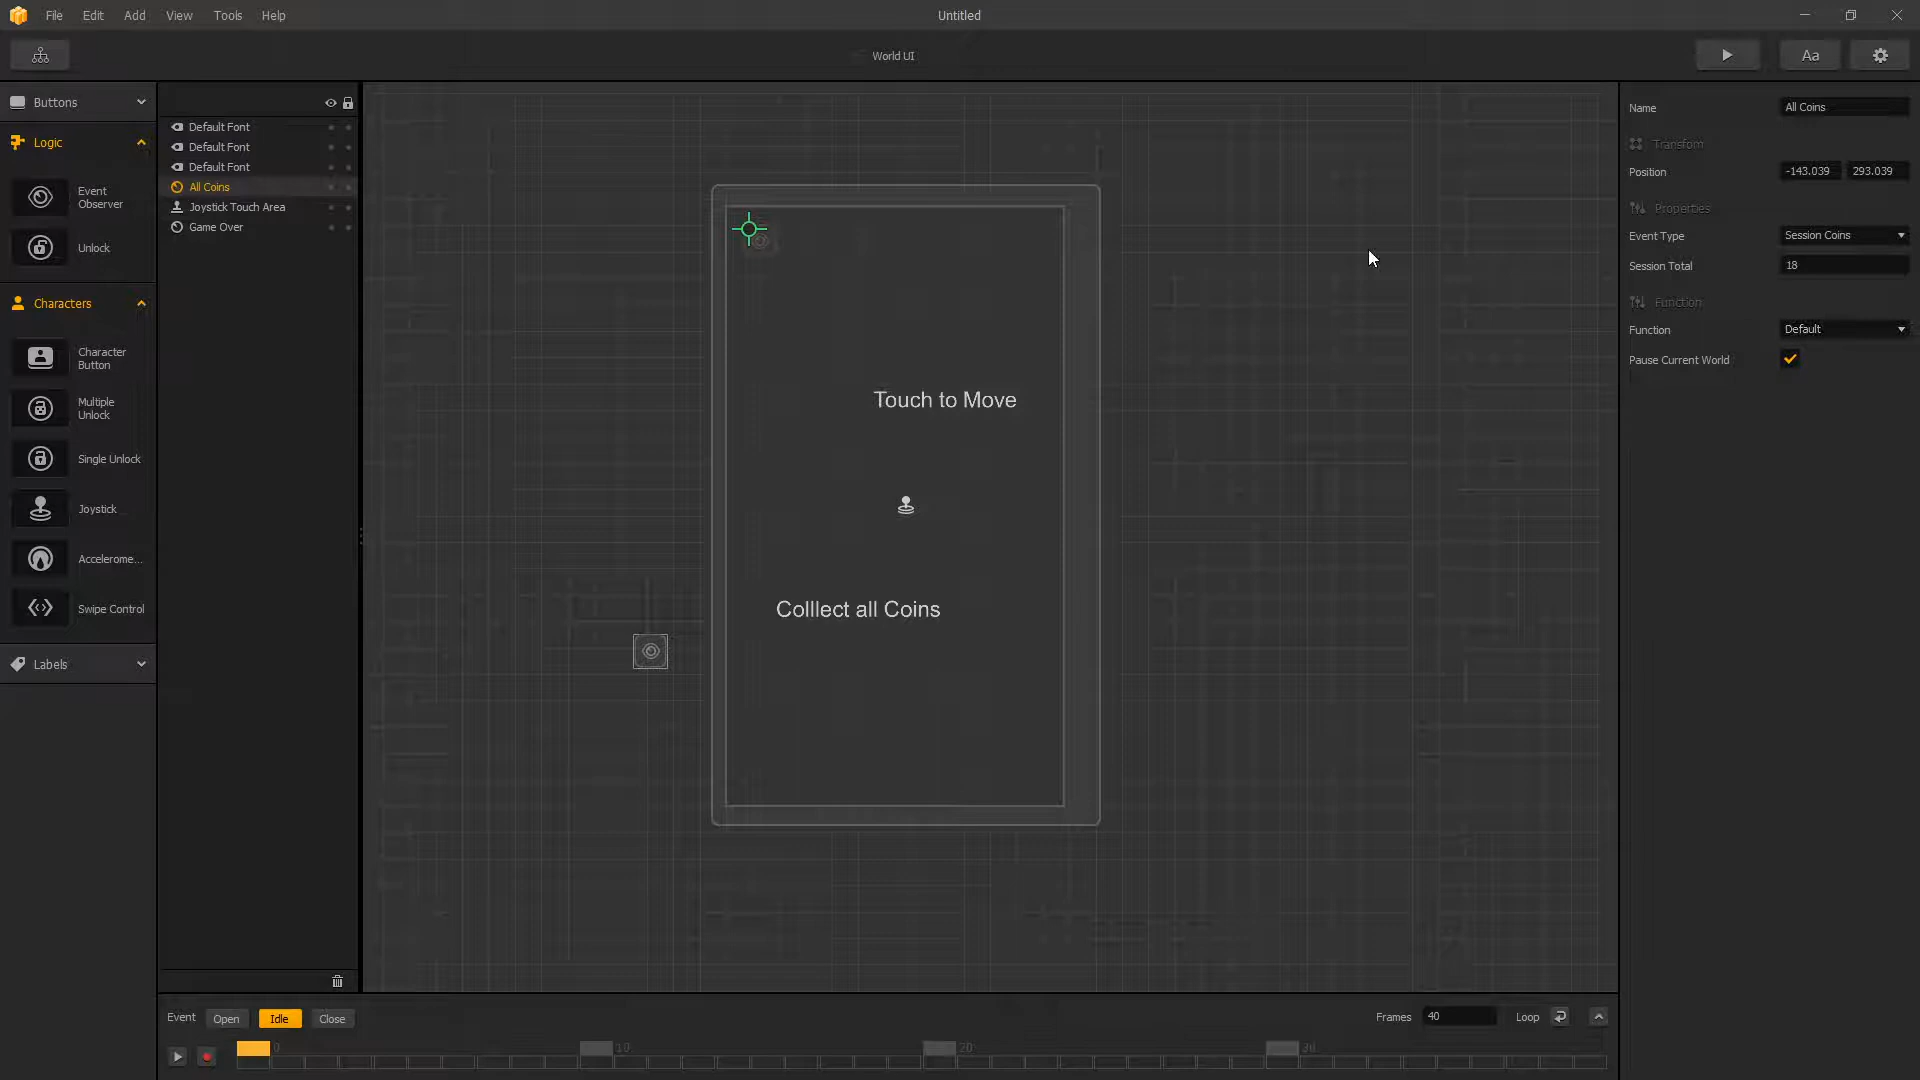 File Edit Add View Tools Help
Untitled
World UI
Aa
Buttons
Logic
Event
Observer
Unlock
Characters
Character
Button
Multiple
Unlock
Single Unlock
Joystick
Accelerome...
Swipe Control
Labels
Default Font
Default Font
Default Font
All Coins
Joystick Touch Area
Game Over
Touch to Move
Colllect all Coins
Name All Coins
Transfom
Position -143.039 293.039
Properties
Event Type Session Coins
Session Total 18
Function
Function Default
Pause Current World
Event Open Idle Close
Frames 40 Loop
0 10 20 30